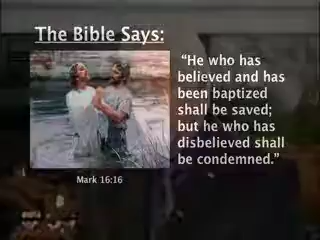 The Bible Says:
“He who has
believed and has
been baptized
shall be saved;
but he who has
disbelieved shall
be condemned.”
Mark 16:16